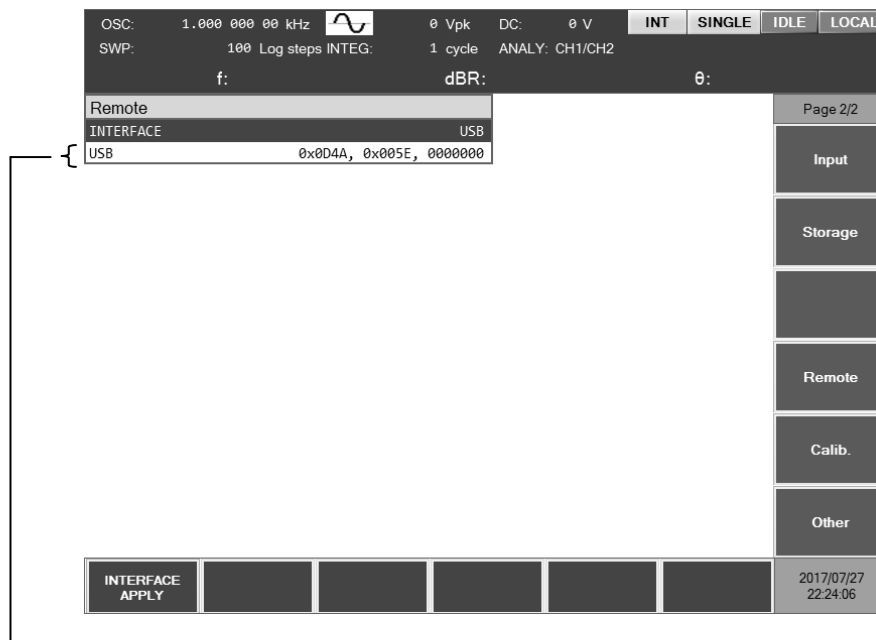 OSC: 1.000 000 00 kHz 0 Vpk DC: 0 V INT SINGLE IDLE LOCAL
SWP: 100 Log steps INTEG: 1 cycle ANALY: CH1/CH2
f: dBR: θ:
Remote
INTERFACE USB
USB 0x0D4A, 0x005E, 0000000
Page 2/2
Input
Storage
Remote
Calib.
Other
INTERFACE
APPLY
2017/07/27
22:24:06